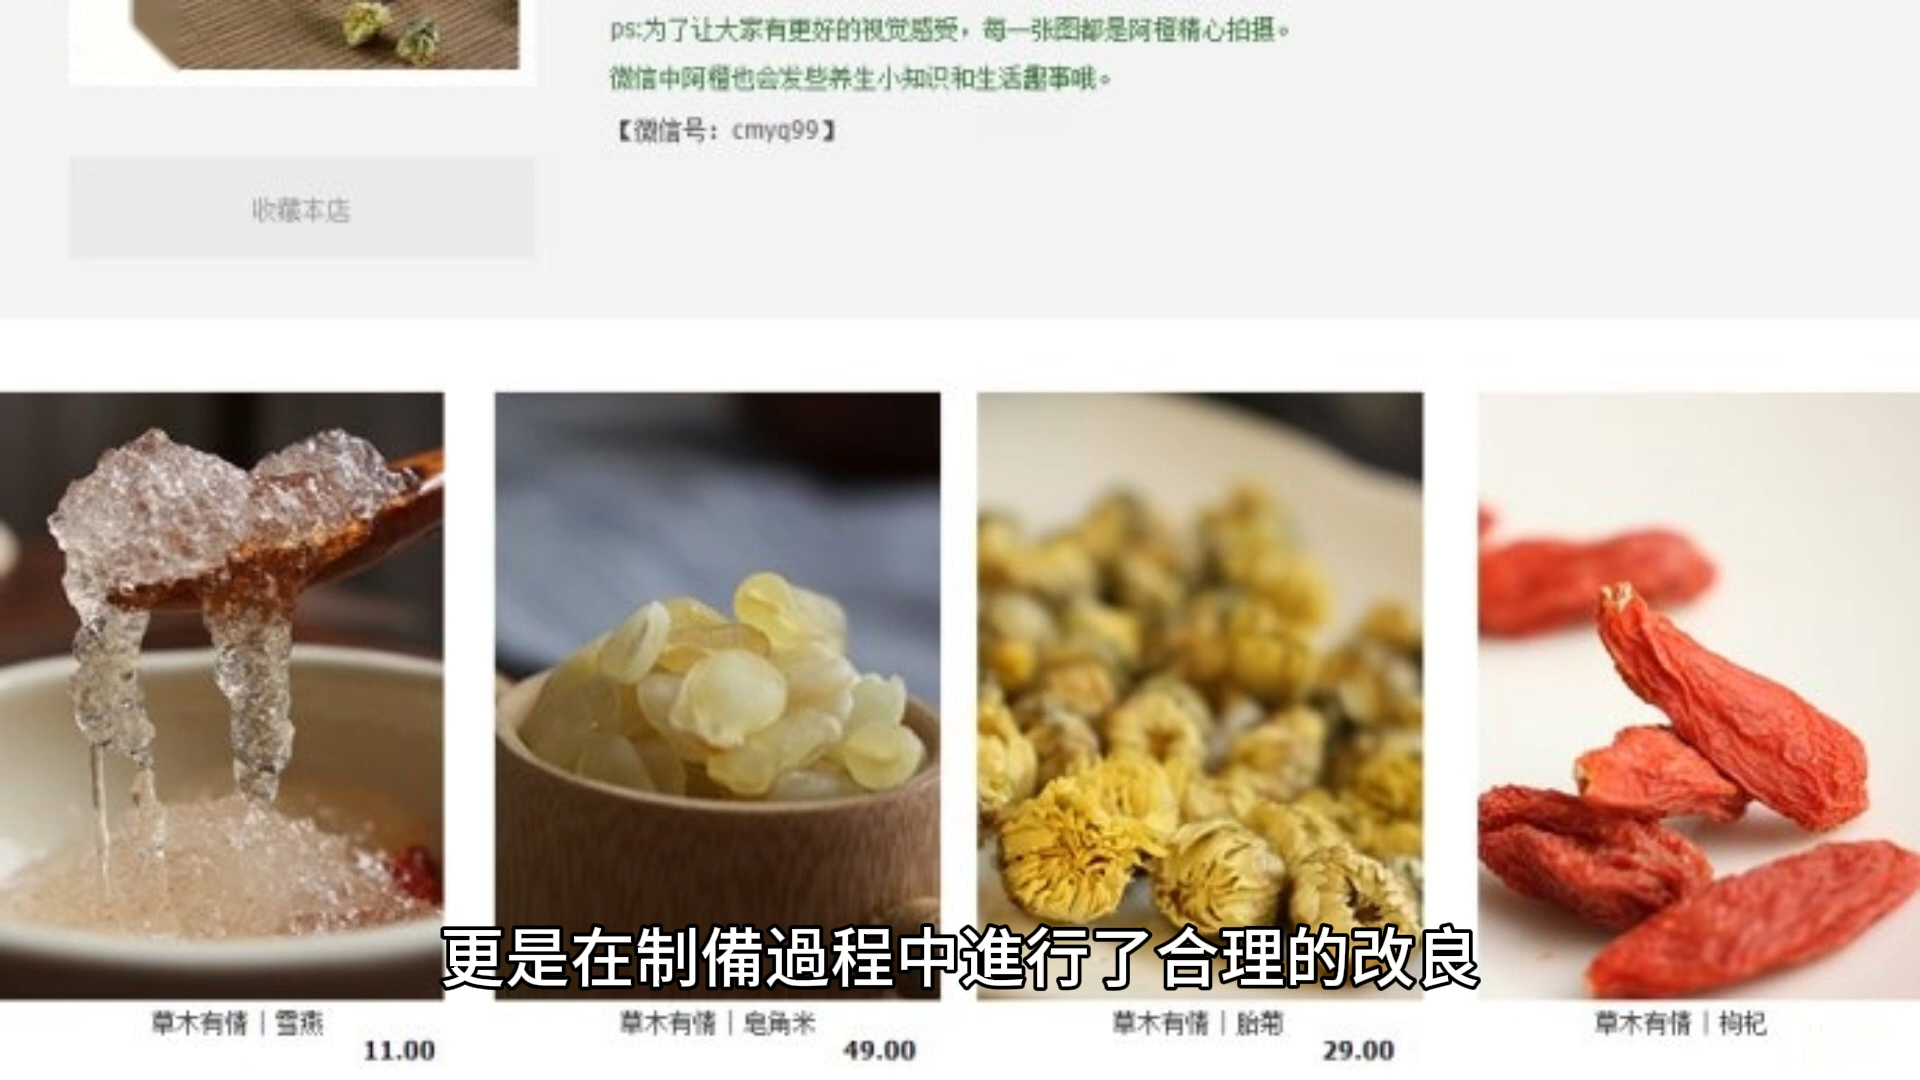 ps:为了让大家有更好的视觉感受，每一张图都是阿橙精心拍摄。
微信中阿橙也会发些养生小知识和生活趣事哦。
【微信号：cmyq99】
收藏本店
更是在制備過程中進行了合理的改良
草木有情｜雪燕
11.00
草木有情｜皂角米
49.00
草木有情｜胎菊
29.00
草木有情｜枸杞